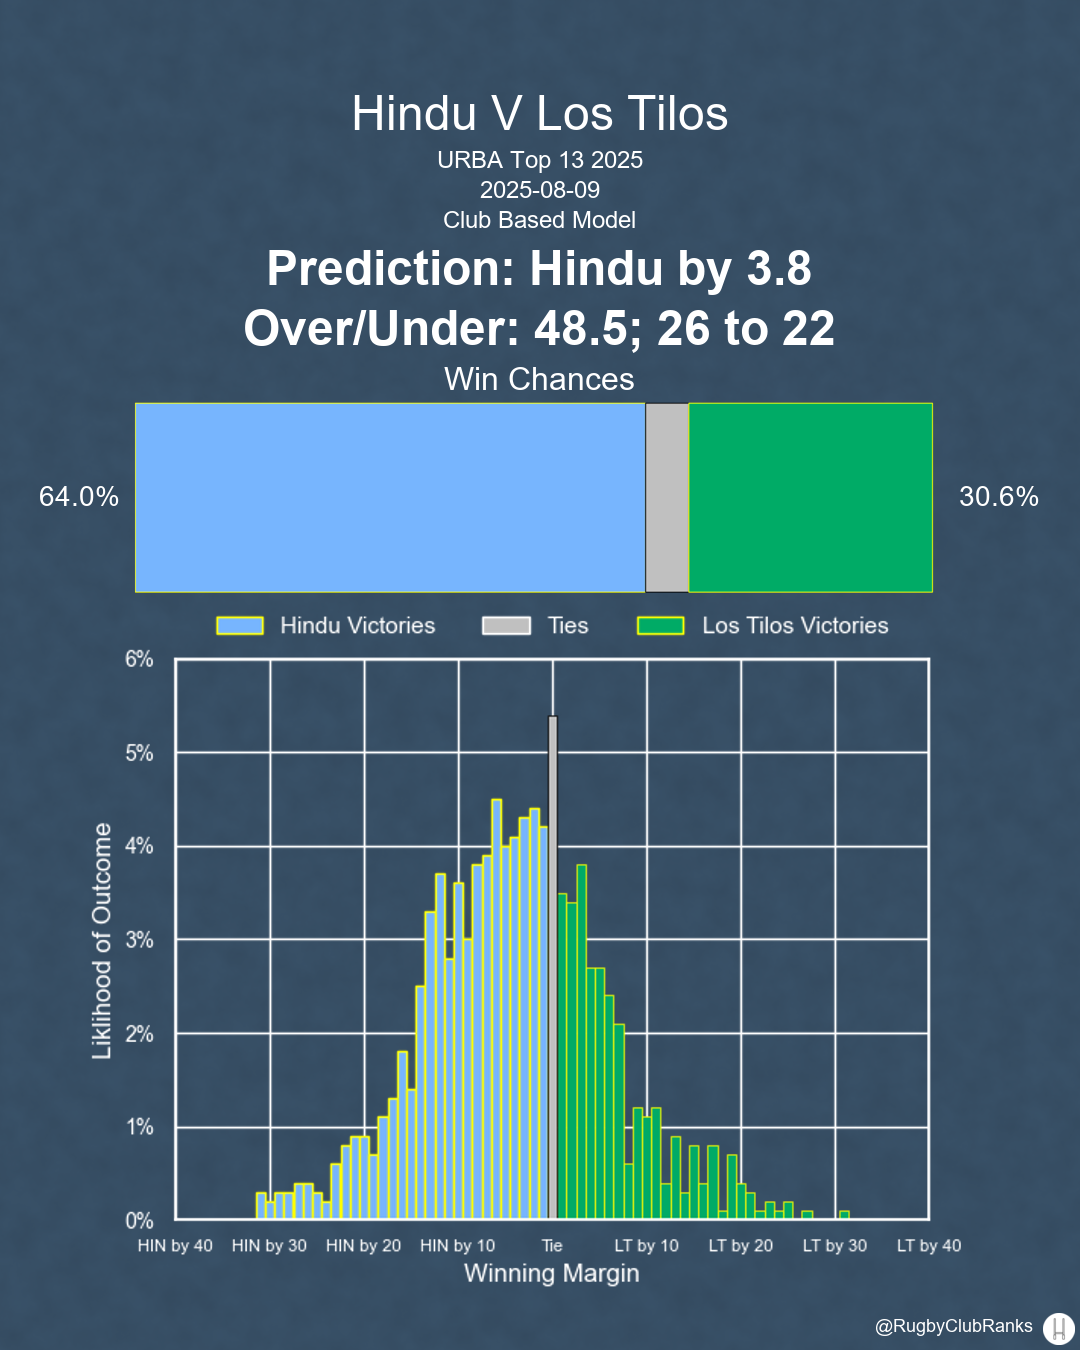 Hindu V Los Tilos
URBA Top 13 2025
2025-08-09
Club Based Model
Prediction: Hindu by 3.8
Over/Under: 48.5; 26 to 22
Win Chances
64.0%
30.6%
Hindu Victories
Ties
Los Tilos Victories
6%
5%
4%
3%
2%
1%
0%
Liklihood of Outcome
HIN by 40
HIN by 30
HIN by 20
HIN by 10
Tie
LT by 10
LT by 20
LT by 30
LT by 40
Winning Margin
@RugbyClubRanks